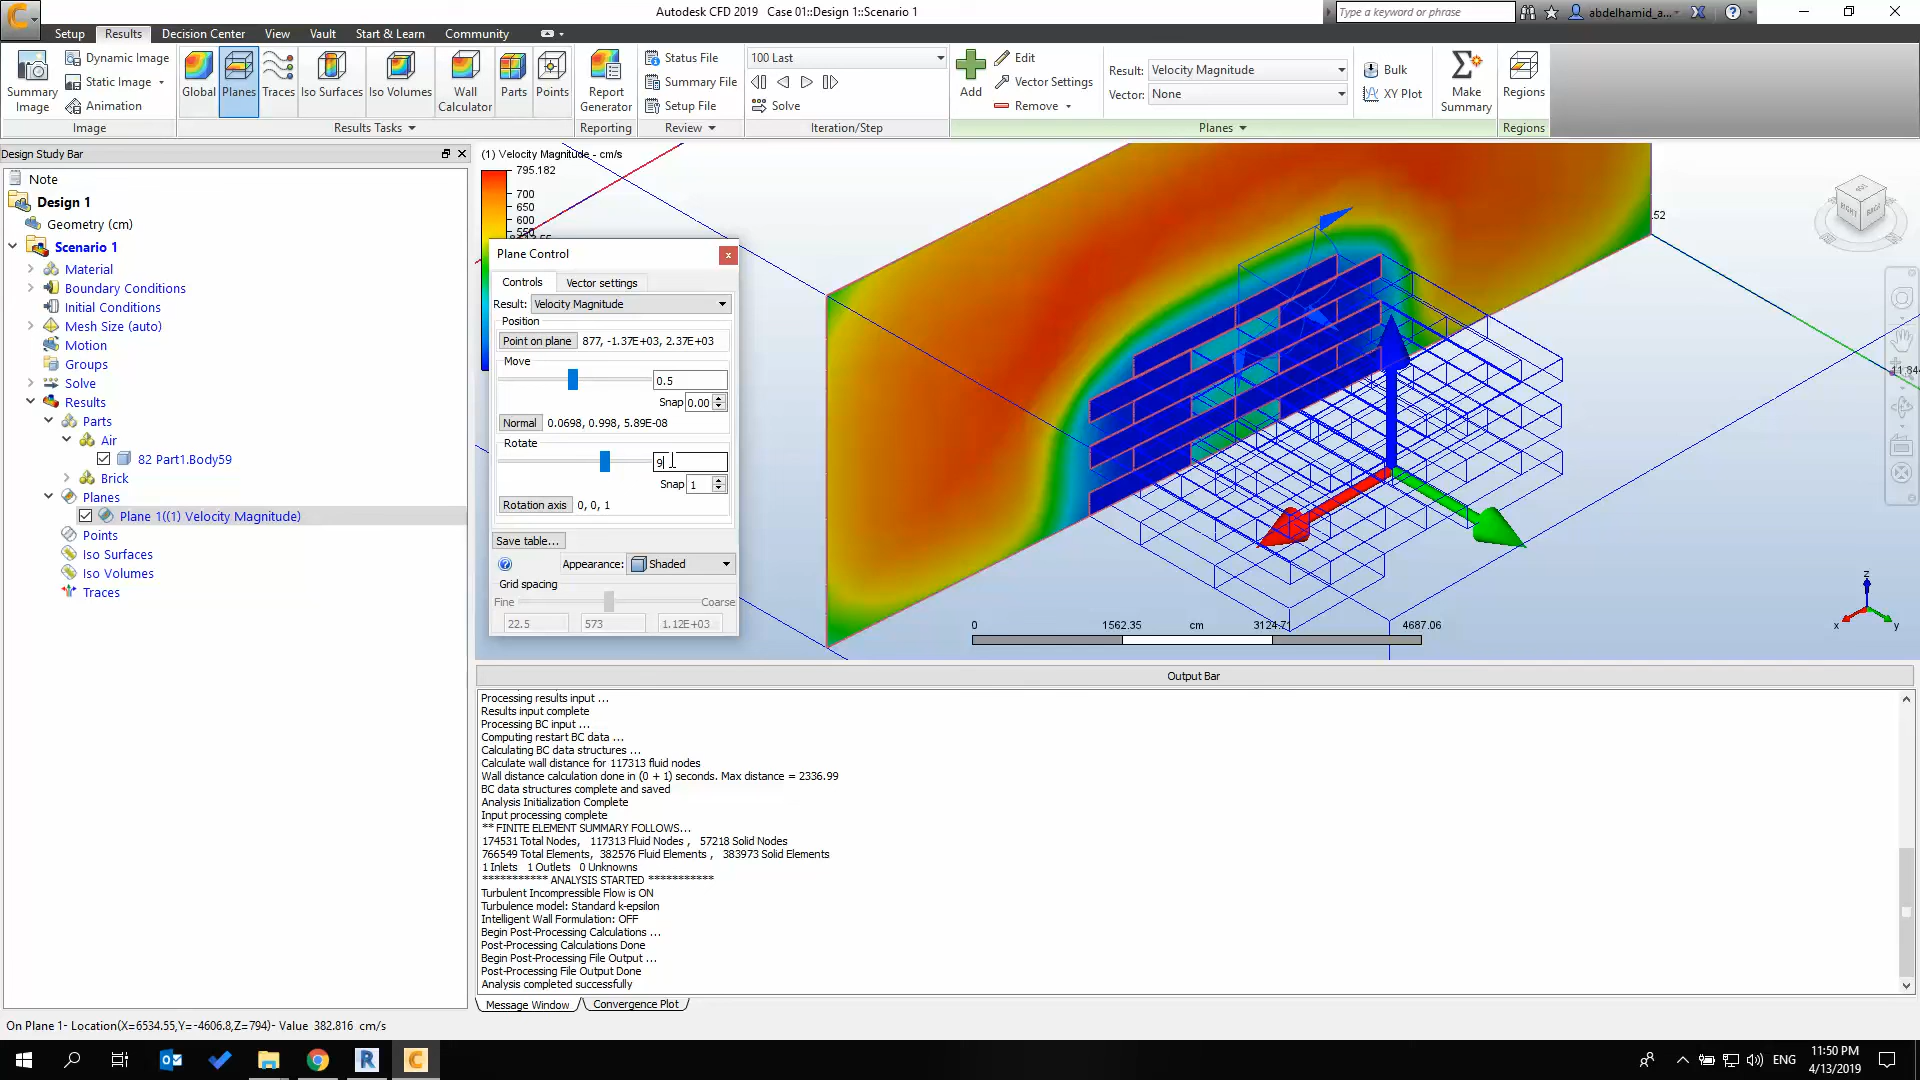 Autodesk CFD 2019 Case 01::Design 1::Scenario 1
Type a keyword or phrase
abdelhamid_a...
Setup
Results
Decision Center
View
Vault
Start & Learn
Community
Summary Image
Dynamic Image
Static Image
Animation
Image
Global
Planes
Traces
Iso Surfaces
Iso Volumes
Wall Calculator
Parts
Points
Results Tasks
Report Generator
Reporting
Status File
Summary File
Setup File
Review
100 Last
Solve
Iteration/Step
Add
Edit
Vector Settings
Remove
Result: Velocity Magnitude
Vector: None
Bulk
XY Plot
Planes
Make Summary
Regions
Regions
Design Study Bar
Note
Design 1
Geometry (cm)
Scenario 1
Material
Boundary Conditions
Initial Conditions
Mesh Size (auto)
Motion
Groups
Solve
Results
Parts
Air
82 Part1.Body59
Brick
Planes
Plane 1((1) Velocity Magnitude)
Points
Iso Surfaces
Iso Volumes
Traces
(1) Velocity Magnitude - cm/s
795.182
700
650
600
550
Plane Control
Controls
Vector settings
Result: Velocity Magnitude
Position
Point on plane 877, -1.37E+03, 2.37E+03
Move
0.5
Snap 0.00
Normal 0.0698, 0.998, 5.89E-08
Rotate
9
Snap 1
Rotation axis 0, 0, 1
Save table...
Appearance: Shaded
Grid spacing
Fine Coarse
22.5 573 1.12E+03
.52
11.844
RIGHT
BACK
z
x
y
0 1562.35 cm 3124.71 4687.06
Output Bar
Processing results input ...
Results input complete
Processing BC input ...
Computing restart BC data ...
Calculating BC data structures ...
Calculate wall distance for 117313 fluid nodes
Wall distance calculation done in (0 + 1) seconds. Max distance = 2336.99
BC data structures complete and saved
Analysis Initialization Complete
Input processing complete
** FINITE ELEMENT SUMMARY FOLLOWS...
174531 Total Nodes, 117313 Fluid Nodes , 57218 Solid Nodes
766549 Total Elements, 382576 Fluid Elements , 383973 Solid Elements
1 Inlets 1 Outlets 0 Unknowns
*********** ANALYSIS STARTED ***********
Turbulent Incompressible Flow is ON
Turbulence model: Standard k-epsilon
Intelligent Wall Formulation: OFF
Begin Post-Processing Calculations ...
Post-Processing Calculations Done
Begin Post-Processing File Output ...
Post-Processing File Output Done
Analysis completed successfully
Message Window
Convergence Plot
On Plane 1- Location(X=6534.55,Y=-4606.8,Z=794)- Value 382.816 cm/s
ENG
11:50 PM
4/13/2019